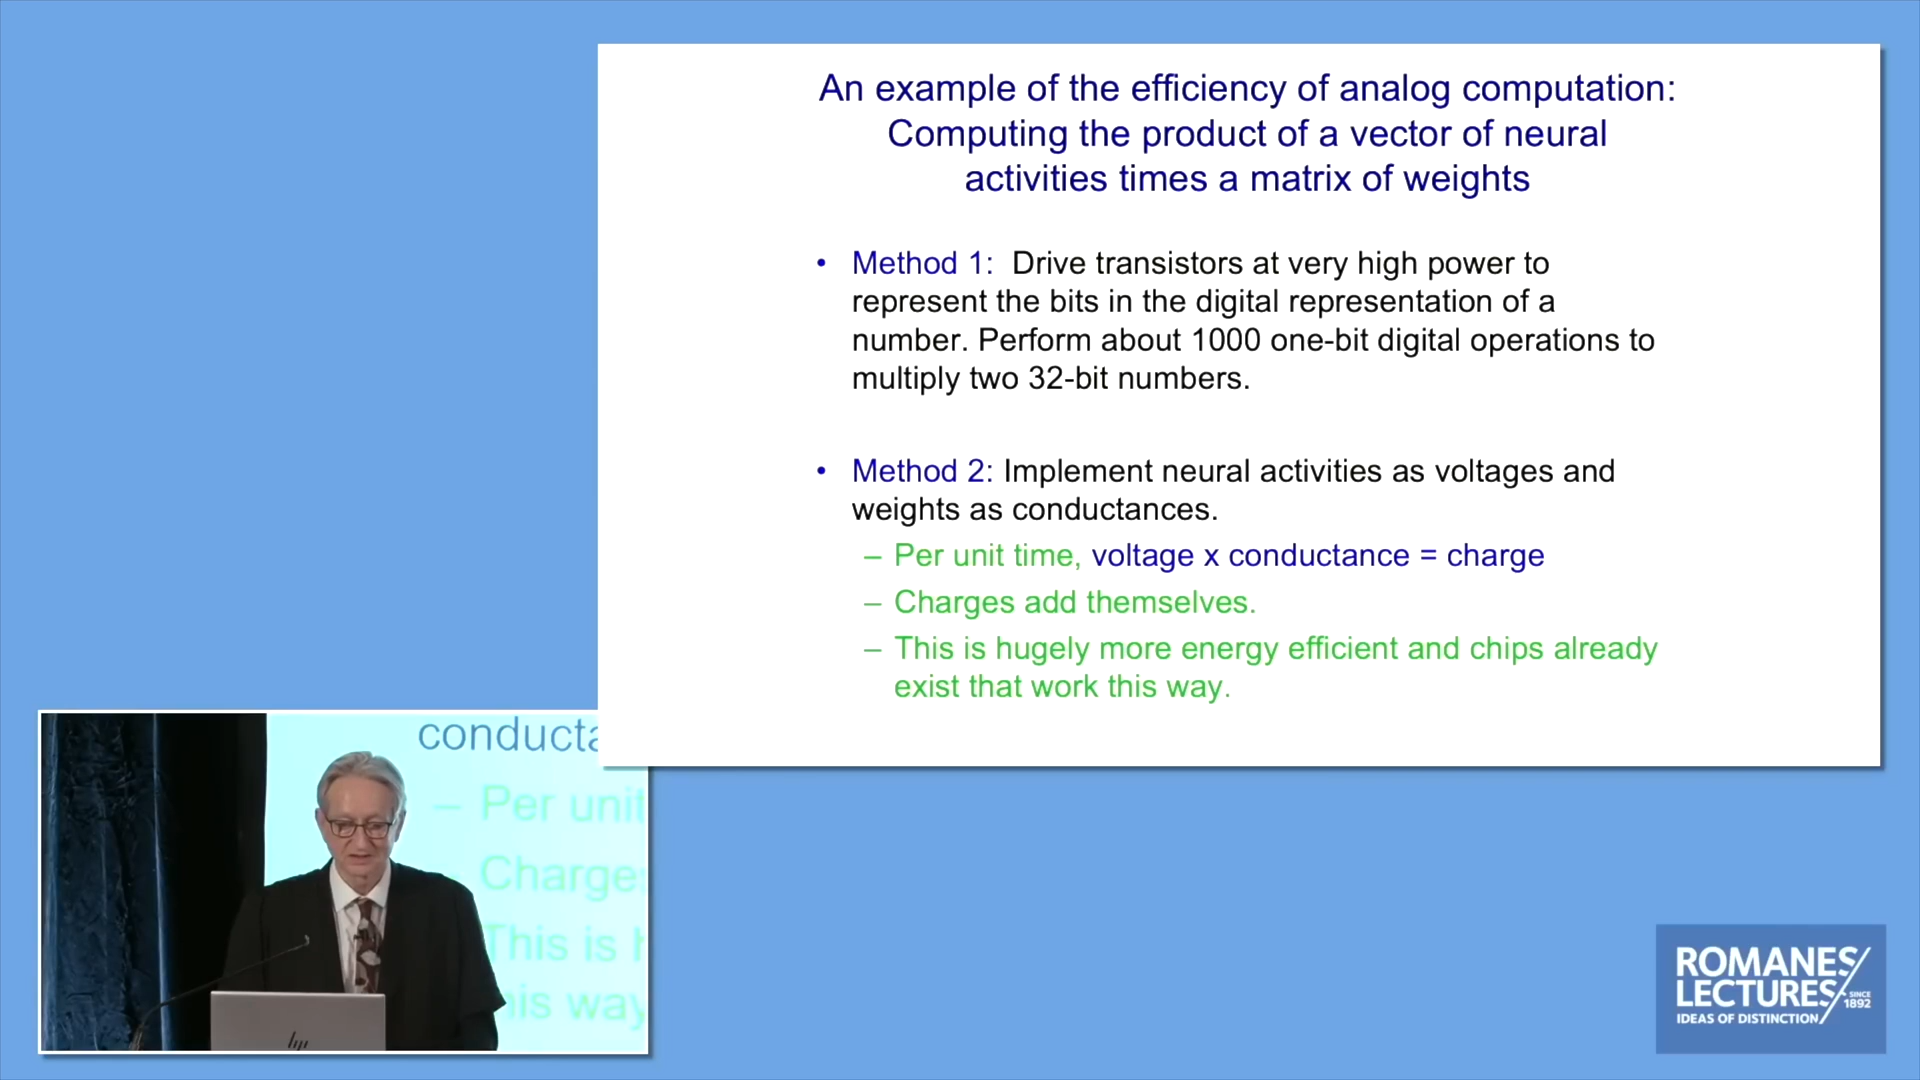 An example of the efficiency of analog computation:
Computing the product of a vector of neural
activities times a matrix of weights
• Method 1: Drive transistors at very high power to
represent the bits in the digital representation of a
number. Perform about 1000 one-bit digital operations to
multiply two 32-bit numbers.
• Method 2: Implement neural activities as voltages and
weights as conductances.
– Per unit time, voltage x conductance = charge
– Charges add themselves.
– This is hugely more energy efficient and chips already
exist that work this way.
conducta
– Per unit
Charges
This is h
his way
hp
ROMANES
LECTURES
SINCE
1892
IDEAS OF DISTINCTION